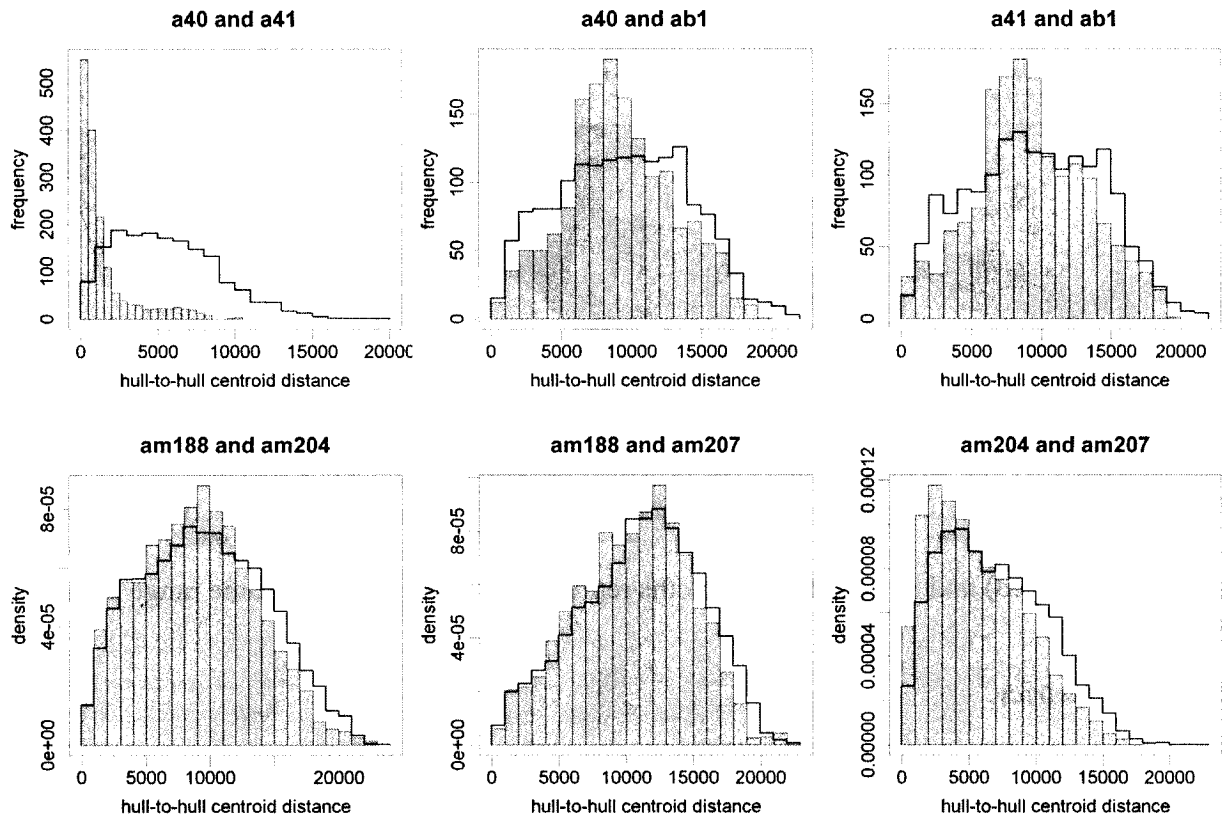 a40 and a41
frequency
0 100 200 300 400 500
0 5000 10000 15000 20000
hull-to-hull centroid distance
a40 and ab1
frequency
0 50 100 150
0 5000 10000 15000 20000
hull-to-hull centroid distance
a41 and ab1
frequency
0 50 100 150
0 5000 10000 15000 20000
hull-to-hull centroid distance
am188 and am204
density
0e+00 4e-05 8e-05
0 5000 10000 20000
hull-to-hull centroid distance
am188 and am207
density
0e+00 4e-05 8e-05
0 5000 10000 20000
hull-to-hull centroid distance
am204 and am207
density
0.00000 0.00004 0.00008 0.00012
0 5000 10000 20000
hull-to-hull centroid distance